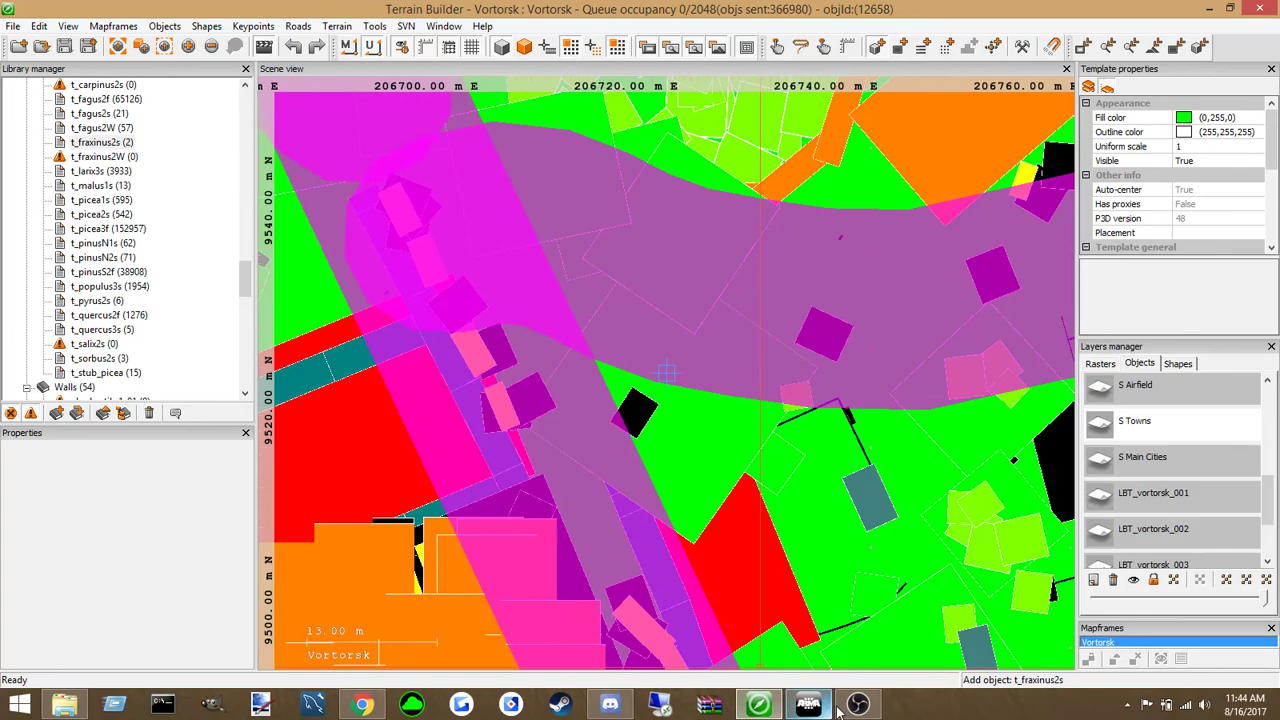 Terrain Builder - Vortorsk ; Vortorsk - Queue occupancy 0/2048(objs sent:366980) - objId:(12658)
File Edit View Mapframes Objects Shapes Keypoints Roads Terrain Tools SVN Window Help
Library manager
t_carpinus2s (0)
t_fagus2f (65126)
t_fagus2s (21)
t_fagus2W (57)
t_fraxinus2s (2)
t_fraxinus2W (0)
t_larix3s (3933)
t_malus1s (13)
t_picea1s (595)
t_picea2s (542)
t_picea3f (152957)
t_pinusN1s (62)
t_pinusN2s (71)
t_pinusS2f (38908)
t_populus3s (1954)
t_pyrus2s (6)
t_quercus2f (1276)
t_quercus3s (5)
t_salix2s (0)
t_sorbus2s (3)
t_stub_picea (15)
Walls (54)
Properties
Scene view
m E 206700.00 m E 206720.00 m E 206740.00 m E 206760.00 m
9540.00 m N
9520.00 m N
9500.00 m N
13.00 m
Vortorsk
Template properties
Appearance
Fill color (0,255,0)
Outline color (255,255,255)
Uniform scale 1
Visible True
Other info
Auto-center True
Has proxies False
P3D version 48
Placement
Template general
Layers manager
Rasters Objects Shapes
S Airfield
S Towns
S Main Cities
LBT_vortorsk_001
LBT_vortorsk_002
LBT_vortorsk_003
Mapframes
Vortorsk
Ready
Add object: t_fraxinus2s
ARMA
11:44 AM
8/16/2017